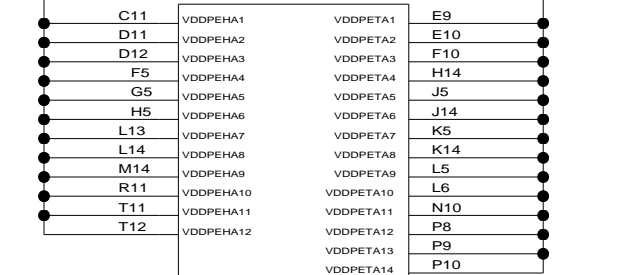 C11 VDDPEHA1 VDDPETA1 E9
D11 VDDPEHA2 VDDPETA2 E10
D12 VDDPEHA3 VDDPETA3 F10
F5 VDDPEHA4 VDDPETA4 H14
G5 VDDPEHA5 VDDPETA5 J5
H5 VDDPEHA6 VDDPETA6 J14
L13 VDDPEHA7 VDDPETA7 K5
L14 VDDPEHA8 VDDPETA8 K14
M14 VDDPEHA9 VDDPETA9 L5
R11 VDDPEHA10 VDDPETA10 L6
T11 VDDPEHA11 VDDPETA11 N10
T12 VDDPEHA12 VDDPETA12 P8
VDDPETA13 P9
VDDPETA14 P10